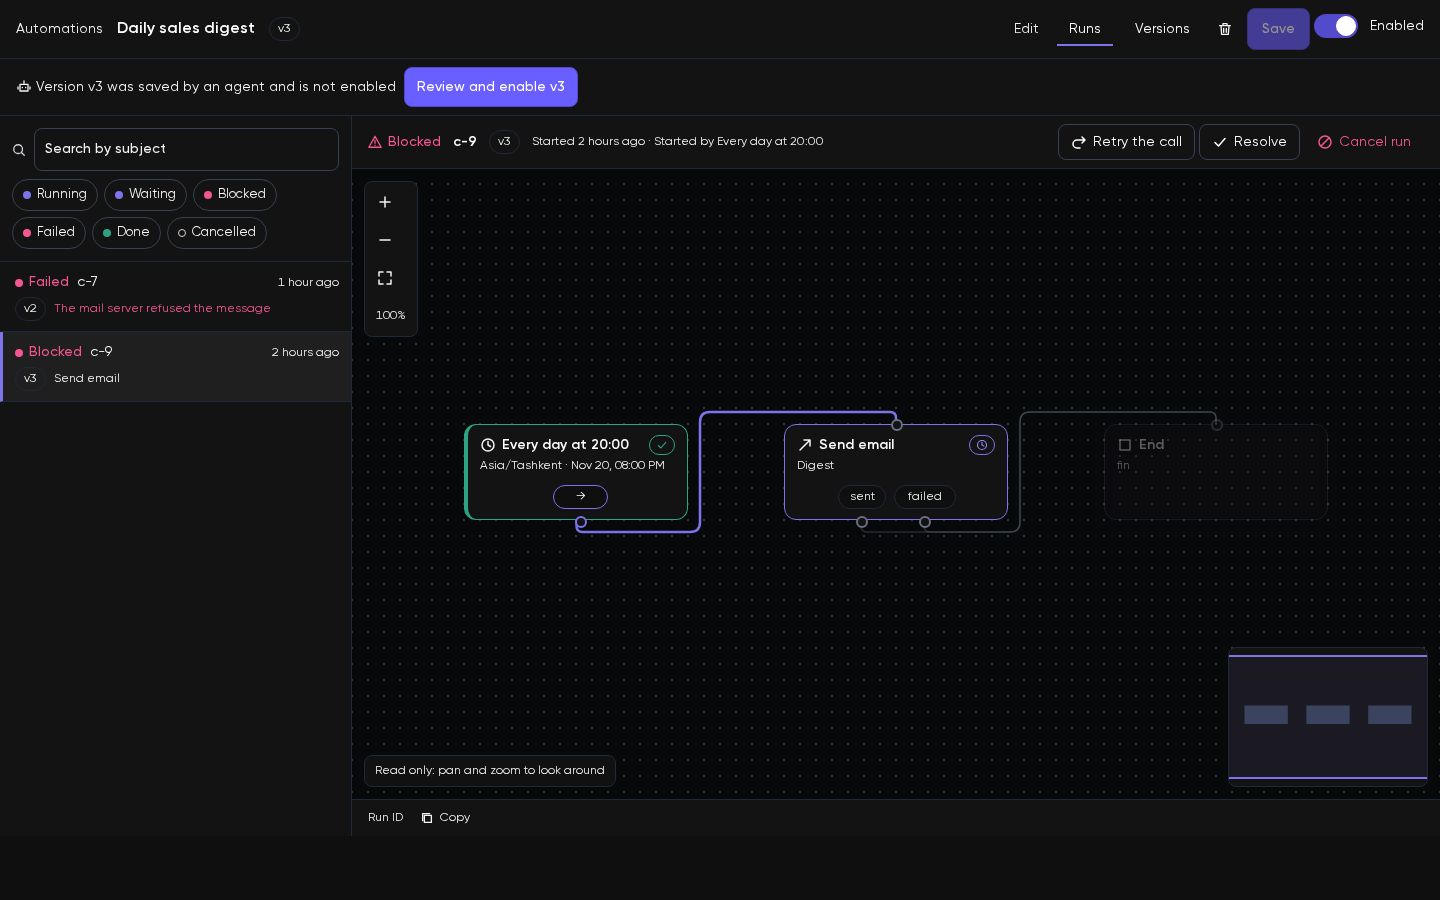 Automations Daily sales digest v3 Edit Runs Versions Save Enabled
Version v3 was saved by an agent and is not enabled Review and enable v3
Search by subject
Running Waiting Blocked
Failed Done Cancelled
Failed c-7 1 hour ago
v2 The mail server refused the message
Blocked c-9 2 hours ago
v3 Send email
Blocked c-9 v3 Started 2 hours ago · Started by Every day at 20:00 Retry the call Resolve Cancel run
100%
Every day at 20:00
Asia/Tashkent · Nov 20, 08:00 PM
Send email
Digest
sent failed
End
fin
Read only: pan and zoom to look around
Run ID Copy